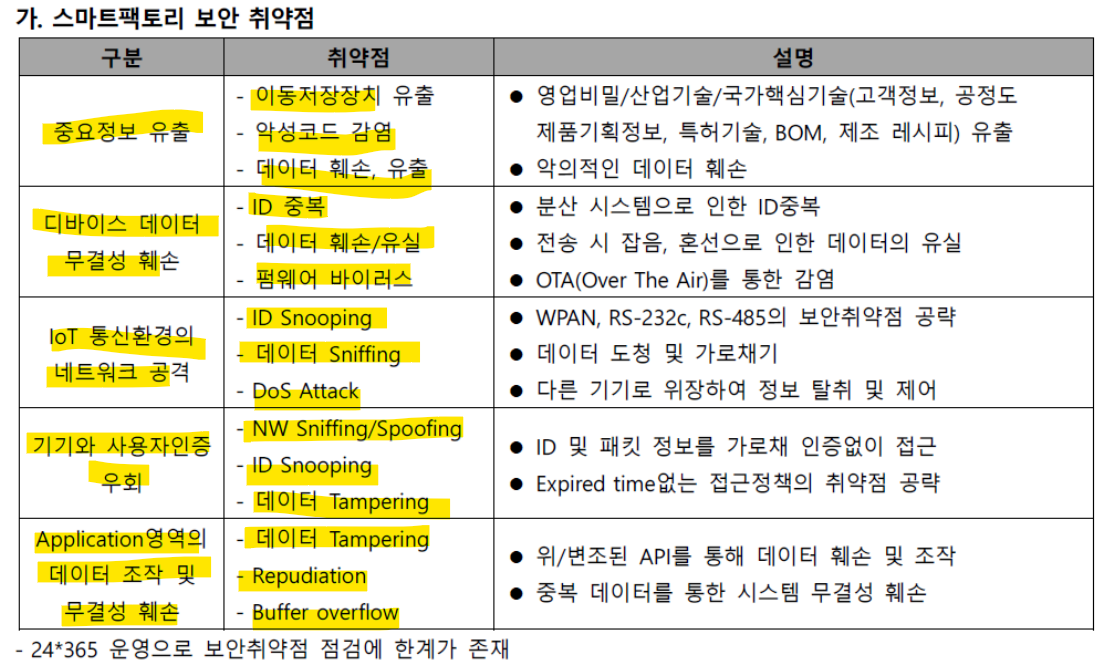 가. 스마트팩토리 보안 취약점
구분 취약점 설명
중요정보 유출
- 이동저장장치 유출
- 악성코드 감염
- 데이터 훼손, 유출
● 영업비밀/산업기술/국가핵심기술(고객정보, 공정도
제품기획정보, 특허기술, BOM, 제조 레시피) 유출
● 악의적인 데이터 훼손
디바이스 데이터
무결성 훼손
- ID 중복
- 데이터 훼손/유실
- 펌웨어 바이러스
● 분산 시스템으로 인한 ID중복
● 전송 시 잡음, 혼선으로 인한 데이터의 유실
● OTA(Over The Air)를 통한 감염
IoT 통신환경의
네트워크 공격
- ID Snooping
- 데이터 Sniffing
- DoS Attack
● WPAN, RS-232c, RS-485의 보안취약점 공략
● 데이터 도청 및 가로채기
● 다른 기기로 위장하여 정보 탈취 및 제어
기기와 사용자인증
우회
- NW Sniffing/Spoofing
- ID Snooping
- 데이터 Tampering
● ID 및 패킷 정보를 가로채 인증없이 접근
● Expired time없는 접근정책의 취약점 공략
Application영역의
데이터 조작 및
무결성 훼손
- 데이터 Tampering
- Repudiation
- Buffer overflow
● 위/변조된 API를 통해 데이터 훼손 및 조작
● 중복 데이터를 통한 시스템 무결성 훼손
- 24*365 운영으로 보안취약점 점검에 한계가 존재